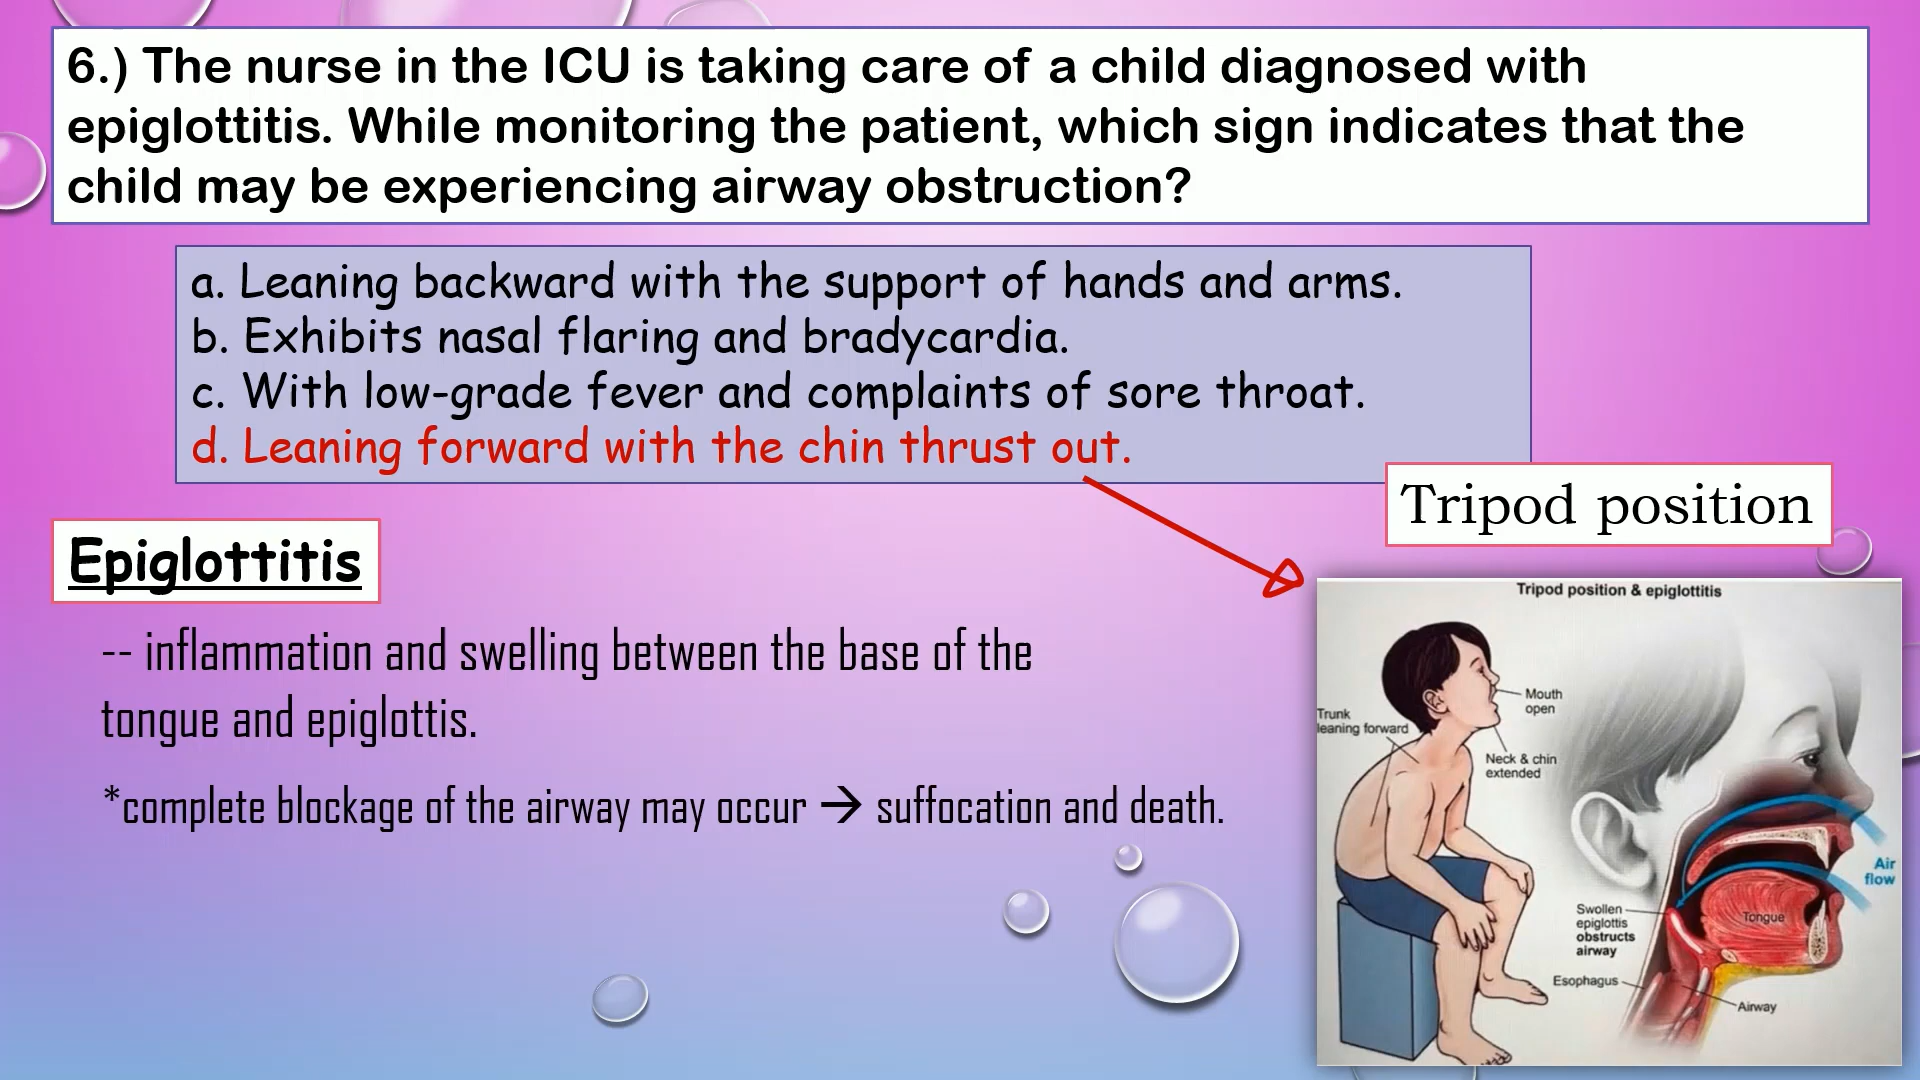 6.) The nurse in the ICU is taking care of a child diagnosed with
epiglottitis. While monitoring the patient, which sign indicates that the
child may be experiencing airway obstruction?
a. Leaning backward with the support of hands and arms.
b. Exhibits nasal flaring and bradycardia.
c. With low-grade fever and complaints of sore throat.
d. Leaning forward with the chin thrust out.
Tripod position
Epiglottitis
-- inflammation and swelling between the base of the
tongue and epiglottis.
*complete blockage of the airway may occur → suffocation and death.
Tripod position & epiglottitis
Mouth
open
Trunk
leaning forward
Neck & chin
extended
Air
flow
Swollen
epiglottis
obstructs
airway
Tongue
Esophagus
Airway